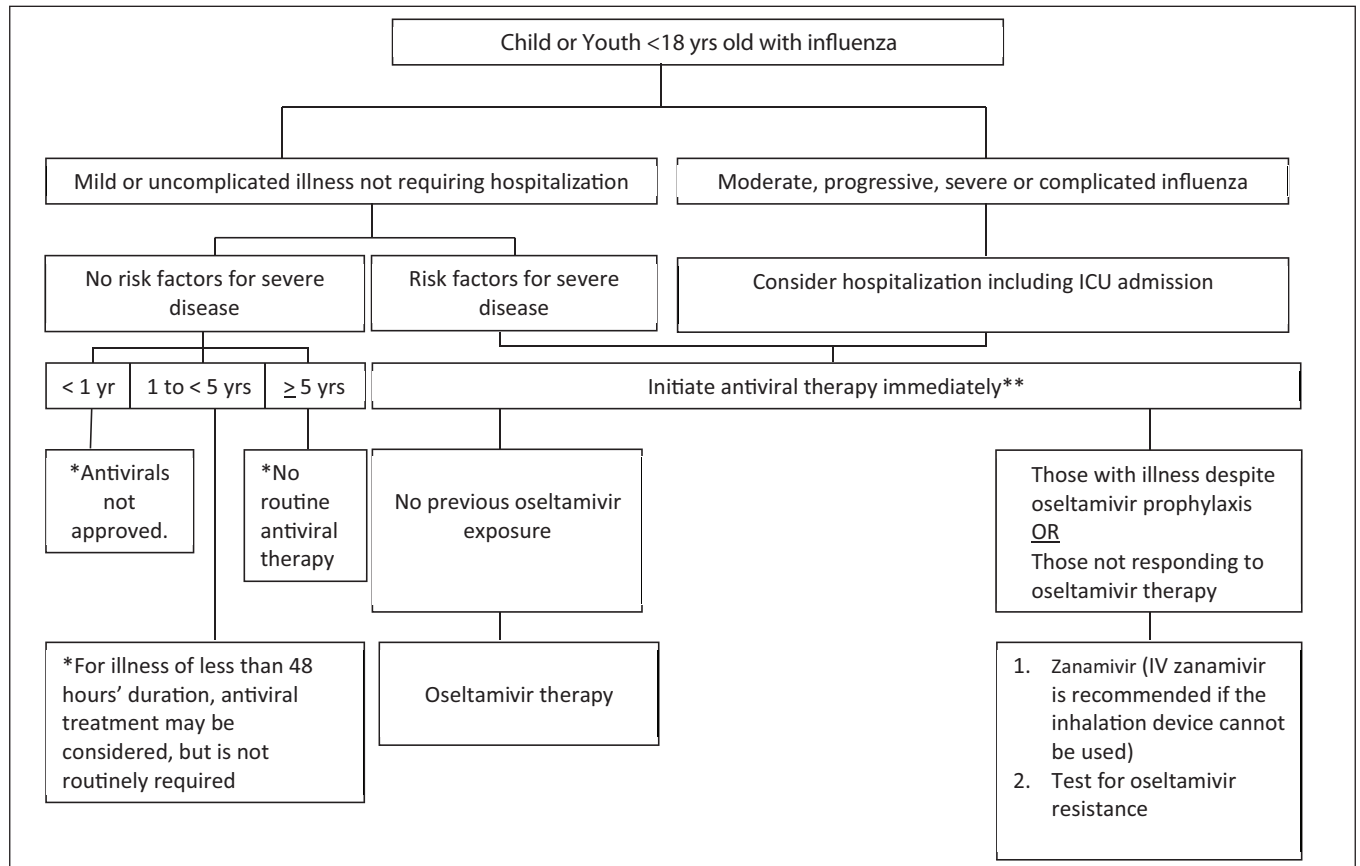 Child or Youth <18 yrs old with influenza
Mild or uncomplicated illness not requiring hospitalization
Moderate, progressive, severe or complicated influenza
No risk factors for severe
disease
Risk factors for severe
disease
Consider hospitalization including ICU admission
< 1 yr
1 to < 5 yrs
≥ 5 yrs
Initiate antiviral therapy immediately**
*Antivirals
not
approved.
*No
routine
antiviral
therapy
No previous oseltamivir
exposure
Those with illness despite
oseltamivir prophylaxis
OR
Those not responding to
oseltamivir therapy
*For illness of less than 48
hours’ duration, antiviral
treatment may be
considered, but is not
routinely required
Oseltamivir therapy
1. Zanamivir (IV zanamivir
is recommended if the
inhalation device cannot
be used)
2. Test for oseltamivir
resistance